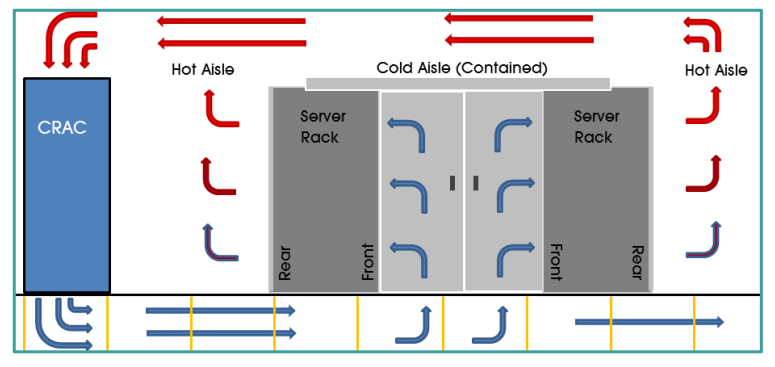 Hot Aisle
Cold Aisle (Contained)
Hot Aisle
CRAC
Server
Rack
Server
Rack
Rear
Front
Front
Rear